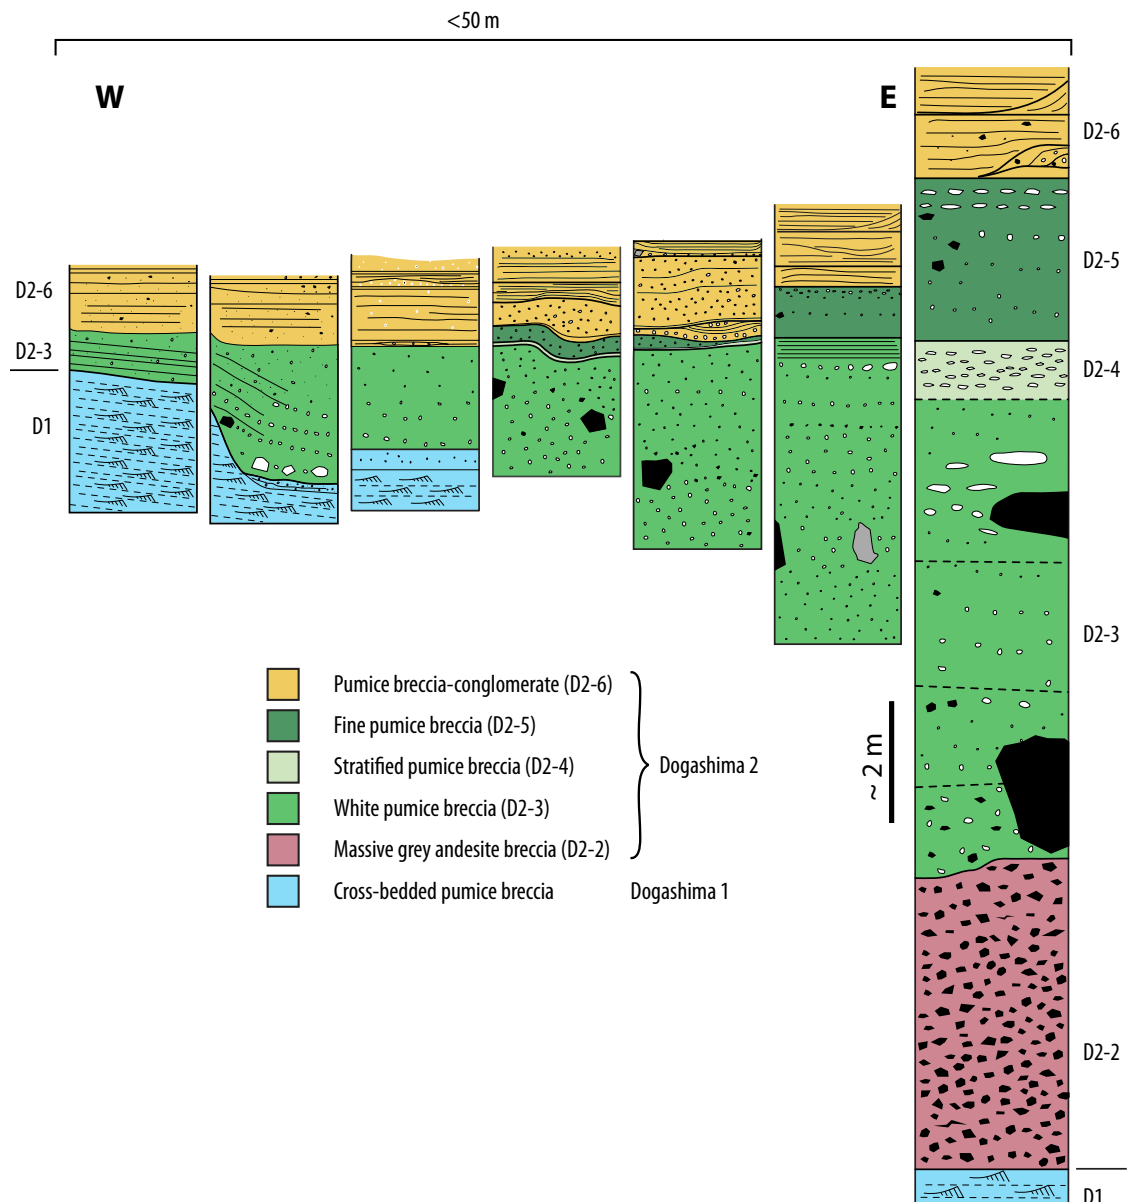 <50 m
W
E
D2-6
D2-5
D2-4
D2-3
D2-2
D1
D2-6
D2-3
D1
Pumice breccia-conglomerate (D2-6)
Fine pumice breccia (D2-5)
Stratified pumice breccia (D2-4)
White pumice breccia (D2-3)
Massive grey andesite breccia (D2-2)
Dogashima 2
Cross-bedded pumice breccia
Dogashima 1
~ 2 m